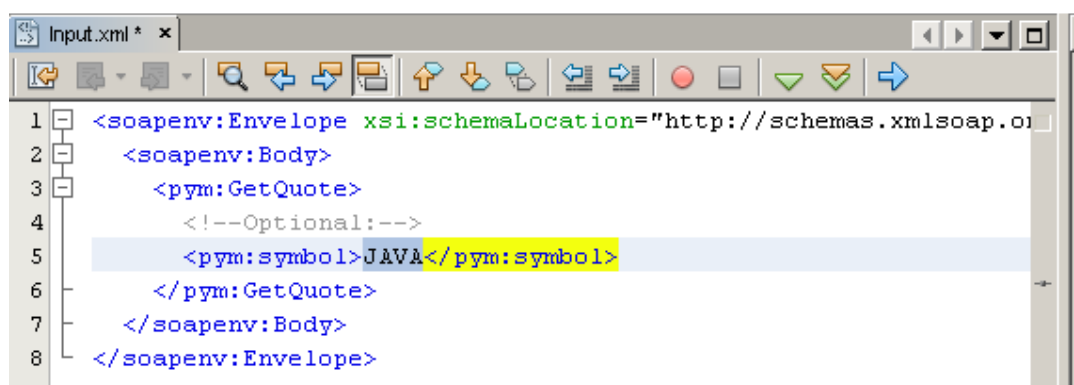 Input.xml *
1 <soapenv:Envelope xsi:schemaLocation="http://schemas.xmlsoap.or
2 <soapenv:Body>
3 <pym:GetQuote>
4 <!--Optional:-->
5 <pym:symbol>JAVA</pym:symbol>
6 </pym:GetQuote>
7 </soapenv:Body>
8 </soapenv:Envelope>